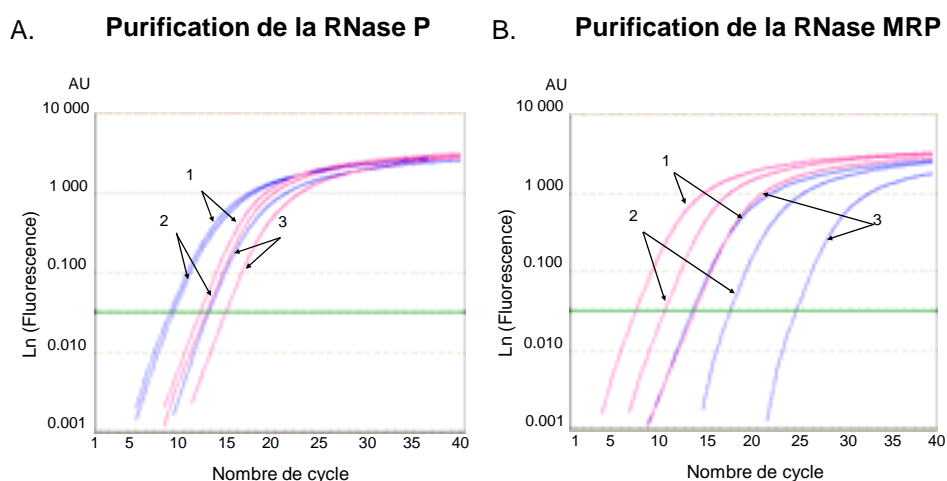 A.
Purification de la RNase P
AU
10 000
1 000
0.100
0.010
0.001
Ln (Fluorescence)
1
2
3
1 5 10 15 20 25 30 35 40
Nombre de cycle
B.
Purification de la RNase MRP
AU
10 000
1 000
0.100
0.010
0.001
Ln (Fluorescence)
1
2
3
1 5 10 15 20 25 30 35 40
Nombre de cycle